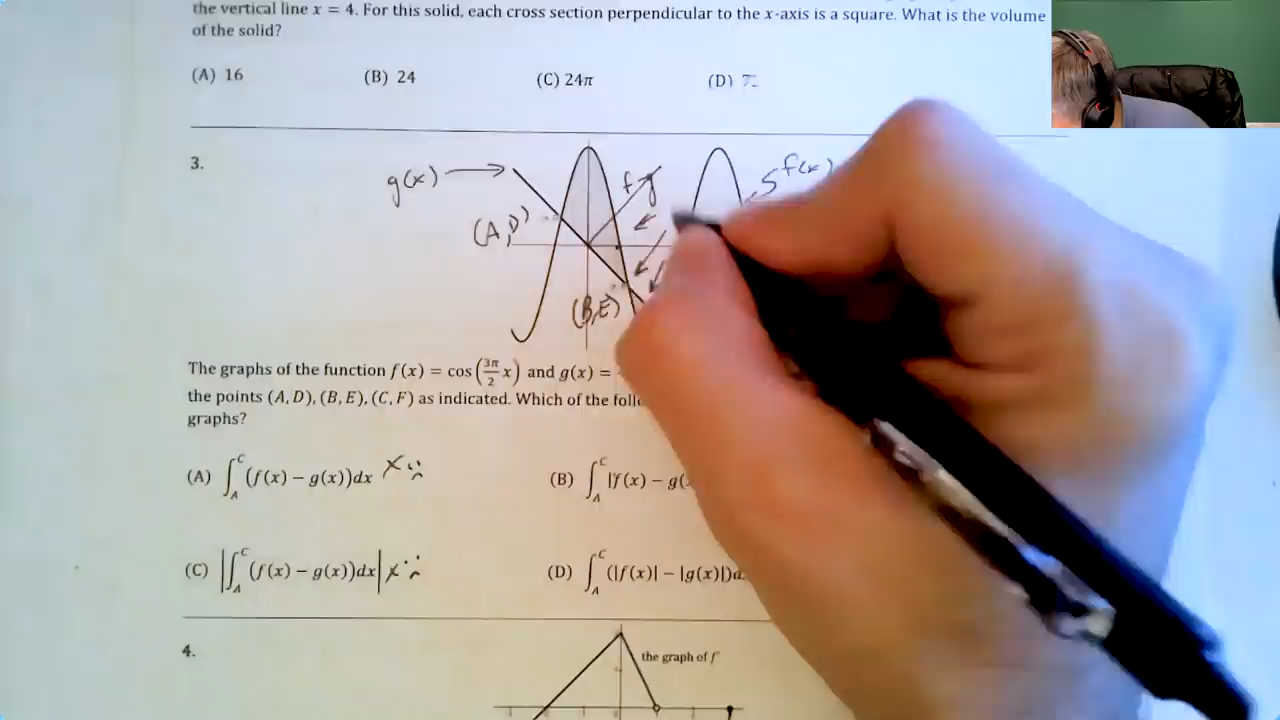 the vertical line x = 4. For this solid, each cross section perpendicular to the x-axis is a square. What is the volume
of the solid?
(A) 16 (B) 24 (C) 24π (D)
3.
g(x) f(x)
(A,D)
(B,E)
The graphs of the function f(x) = cos(3π/2 x) and g(x) =
the points (A, D), (B, E), (C, F) as indicated. Which of the
graphs?
(A) ∫_A^C (f(x) − g(x))dx (B) ∫_A^C |f(x) − g(
(C) |∫_A^C (f(x) − g(x))dx| (D) ∫_A^C (|f(x)| − |g(x)|)d
4.
the graph of f